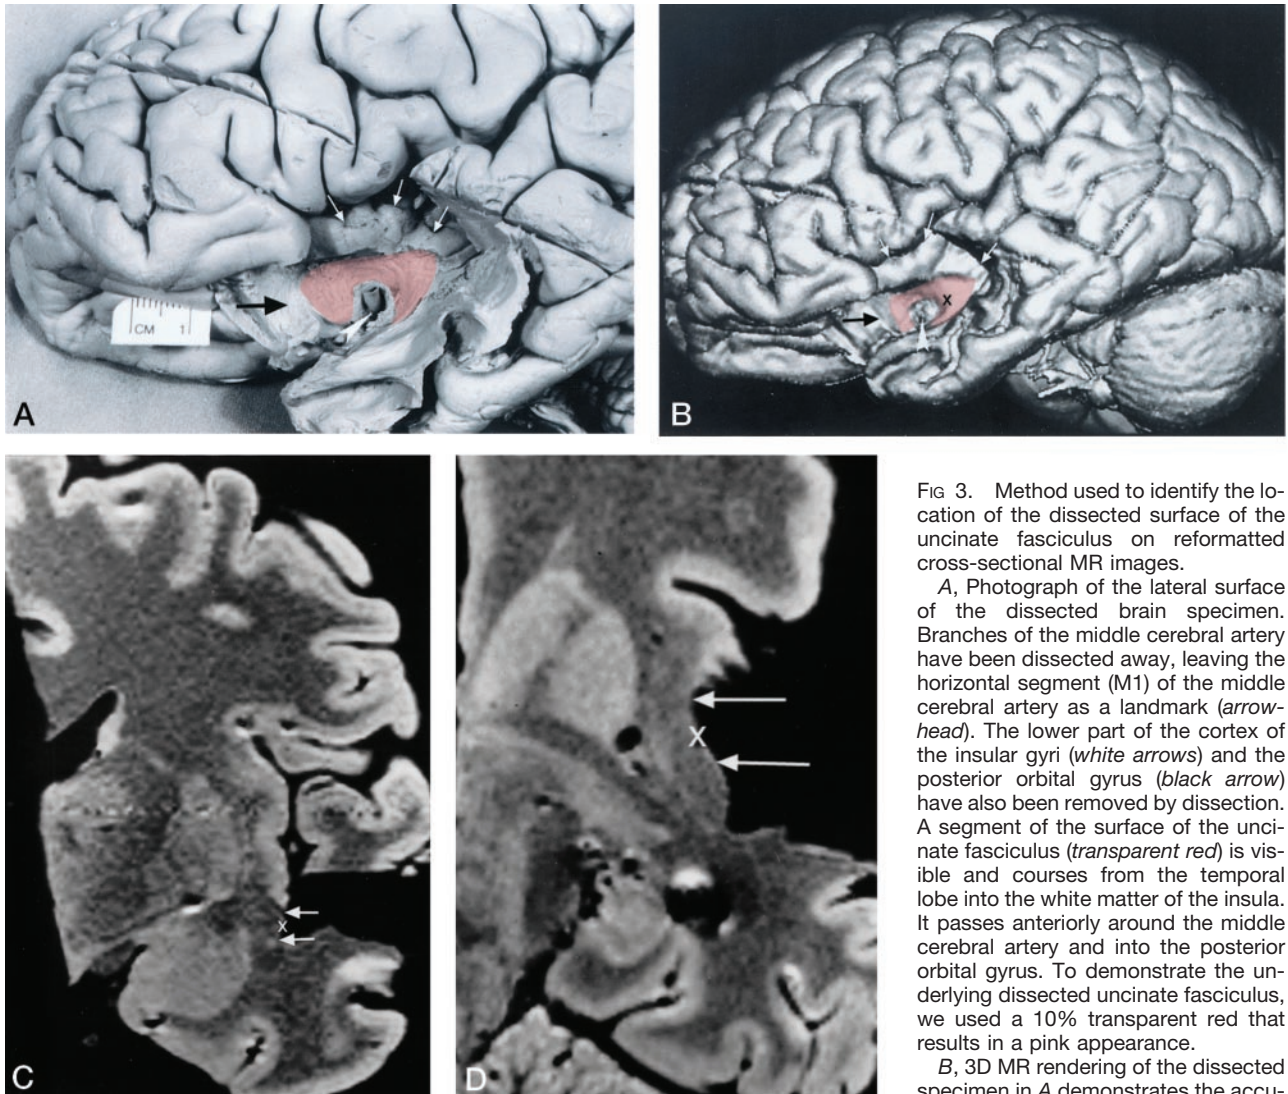 CM 1
A
X
B
X
C
X
D
FIG 3. Method used to identify the lo-
cation of the dissected surface of the
uncinate fasciculus on reformatted
cross-sectional MR images.
A, Photograph of the lateral surface
of the dissected brain specimen.
Branches of the middle cerebral artery
have been dissected away, leaving the
horizontal segment (M1) of the middle
cerebral artery as a landmark (arrow-
head). The lower part of the cortex of
the insular gyri (white arrows) and the
posterior orbital gyrus (black arrow)
have also been removed by dissection.
A segment of the surface of the unci-
nate fasciculus (transparent red) is vis-
ible and courses from the temporal
lobe into the white matter of the insula.
It passes anteriorly around the middle
cerebral artery and into the posterior
orbital gyrus. To demonstrate the un-
derlying dissected uncinate fasciculus,
we used a 10% transparent red that
results in a pink appearance.
B, 3D MR rendering of the dissected
specimen in A demonstrates the accu-